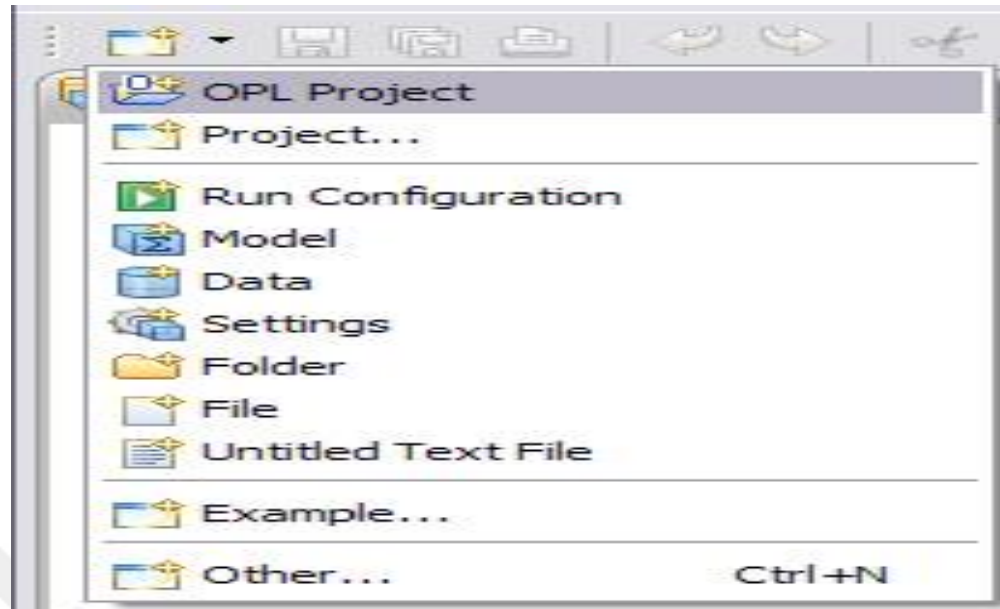 OPL Project
Project...
Run Configuration
Model
Data
Settings
Folder
File
Untitled Text File
Example...
Other... Ctrl+N